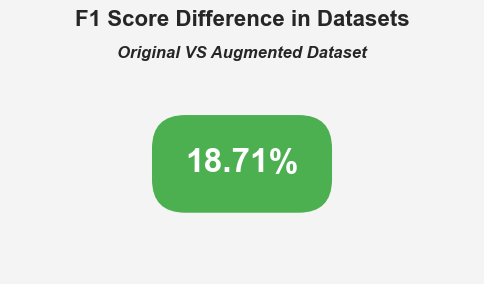 F1 Score Difference in Datasets
Original VS Augmented Dataset
18.71%